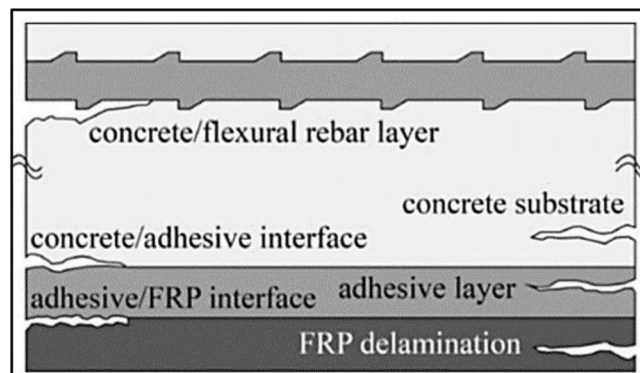 concrete/flexural rebar layer
concrete substrate
concrete/adhesive interface
adhesive layer
adhesive/FRP interface
FRP delamination